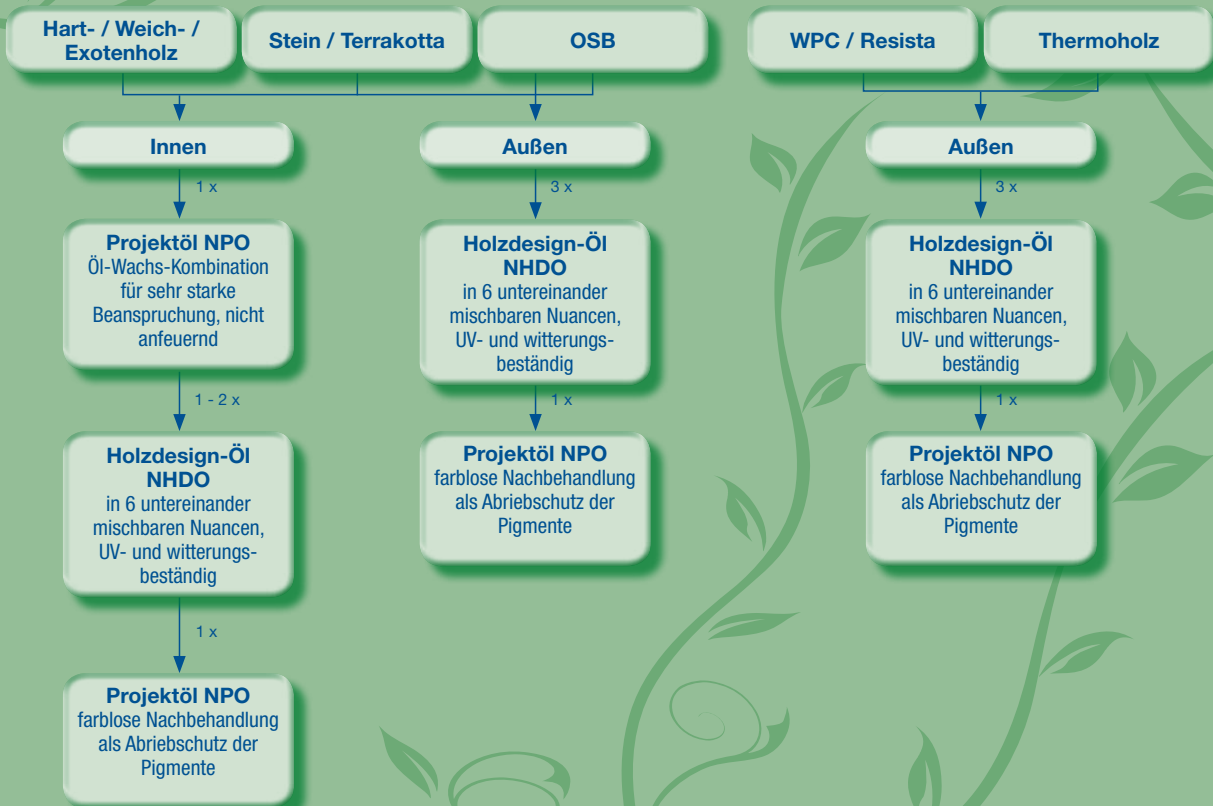 Hart- / Weich- /
Exotenholz
Stein / Terrakotta
OSB
WPC / Resista
Thermoholz
Innen
1 x
Projektöl NPO
Öl-Wachs-Kombination
für sehr starke
Beanspruchung, nicht
anfeuernd
1 - 2 x
Holzdesign-Öl
NHDO
in 6 untereinander
mischbaren Nuancen,
UV- und witterungs-
beständig
1 x
Projektöl NPO
farblose Nachbehandlung
als Abriebschutz der
Pigmente
Außen
3 x
Holzdesign-Öl
NHDO
in 6 untereinander
mischbaren Nuancen,
UV- und witterungs-
beständig
1 x
Projektöl NPO
farblose Nachbehandlung
als Abriebschutz der
Pigmente
Außen
3 x
Holzdesign-Öl
NHDO
in 6 untereinander
mischbaren Nuancen,
UV- und witterungs-
beständig
1 x
Projektöl NPO
farblose Nachbehandlung
als Abriebschutz der
Pigmente